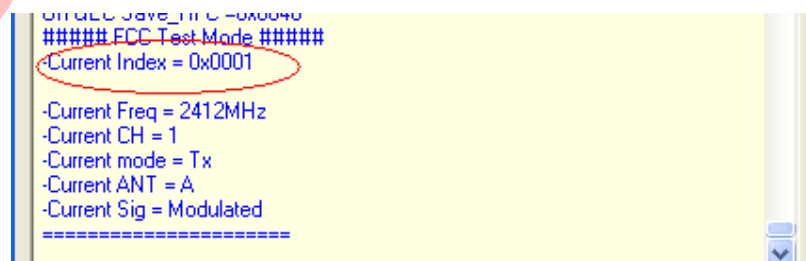 ##### FCC Test Mode #####
-Current Index = 0x0001
-Current Freq = 2412MHz
-Current CH = 1
-Current mode = Tx
-Current ANT = A
-Current Sig = Modulated
======================